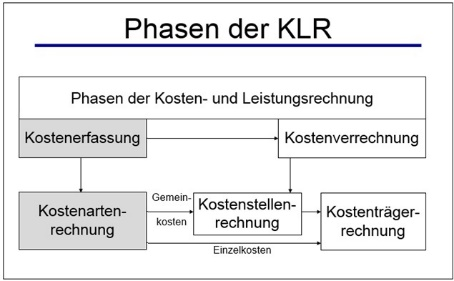 Phasen der KLR
Phasen der Kosten- und Leistungsrechnung
Kostenerfassung
Kostenverrechnung
Kostenarten-
rechnung
Gemein-
kosten
Kostenstellen-
rechnung
Kostenträger-
rechnung
Einzelkosten